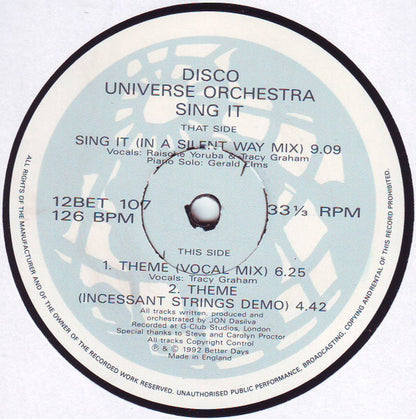 DISCO
UNIVERSE ORCHESTRA
SING IT
THAT SIDE
SING IT (IN A SILENT WAY MIX) 9.09
Vocals: Raische Yoruba & Tracy Graham
Piano Solo: Gerald Elms
12BET 107
126 BPM
33⅓ RPM
THIS SIDE
1. THEME (VOCAL MIX) 6.25
Vocals: Tracy Graham
2. THEME
(INCESSANT STRINGS DEMO) 4.42
All tracks written, produced and
orchestrated by JON Dasilva
Recorded at G-Club Studios, London
Special thanks to Steve and Carolyn Proctor
All tracks Copyright Control
℗ & © 1992 Better Days
Made in England
ALL RIGHTS OF THE MANUFACTURER AND OF THE OWNER OF THE RECORDED WORK RESERVED. UNAUTHORISED PUBLIC PERFORMANCE, BROADCASTING, COPYING AND/RENTAL OF THIS RECORD PROHIBITED.